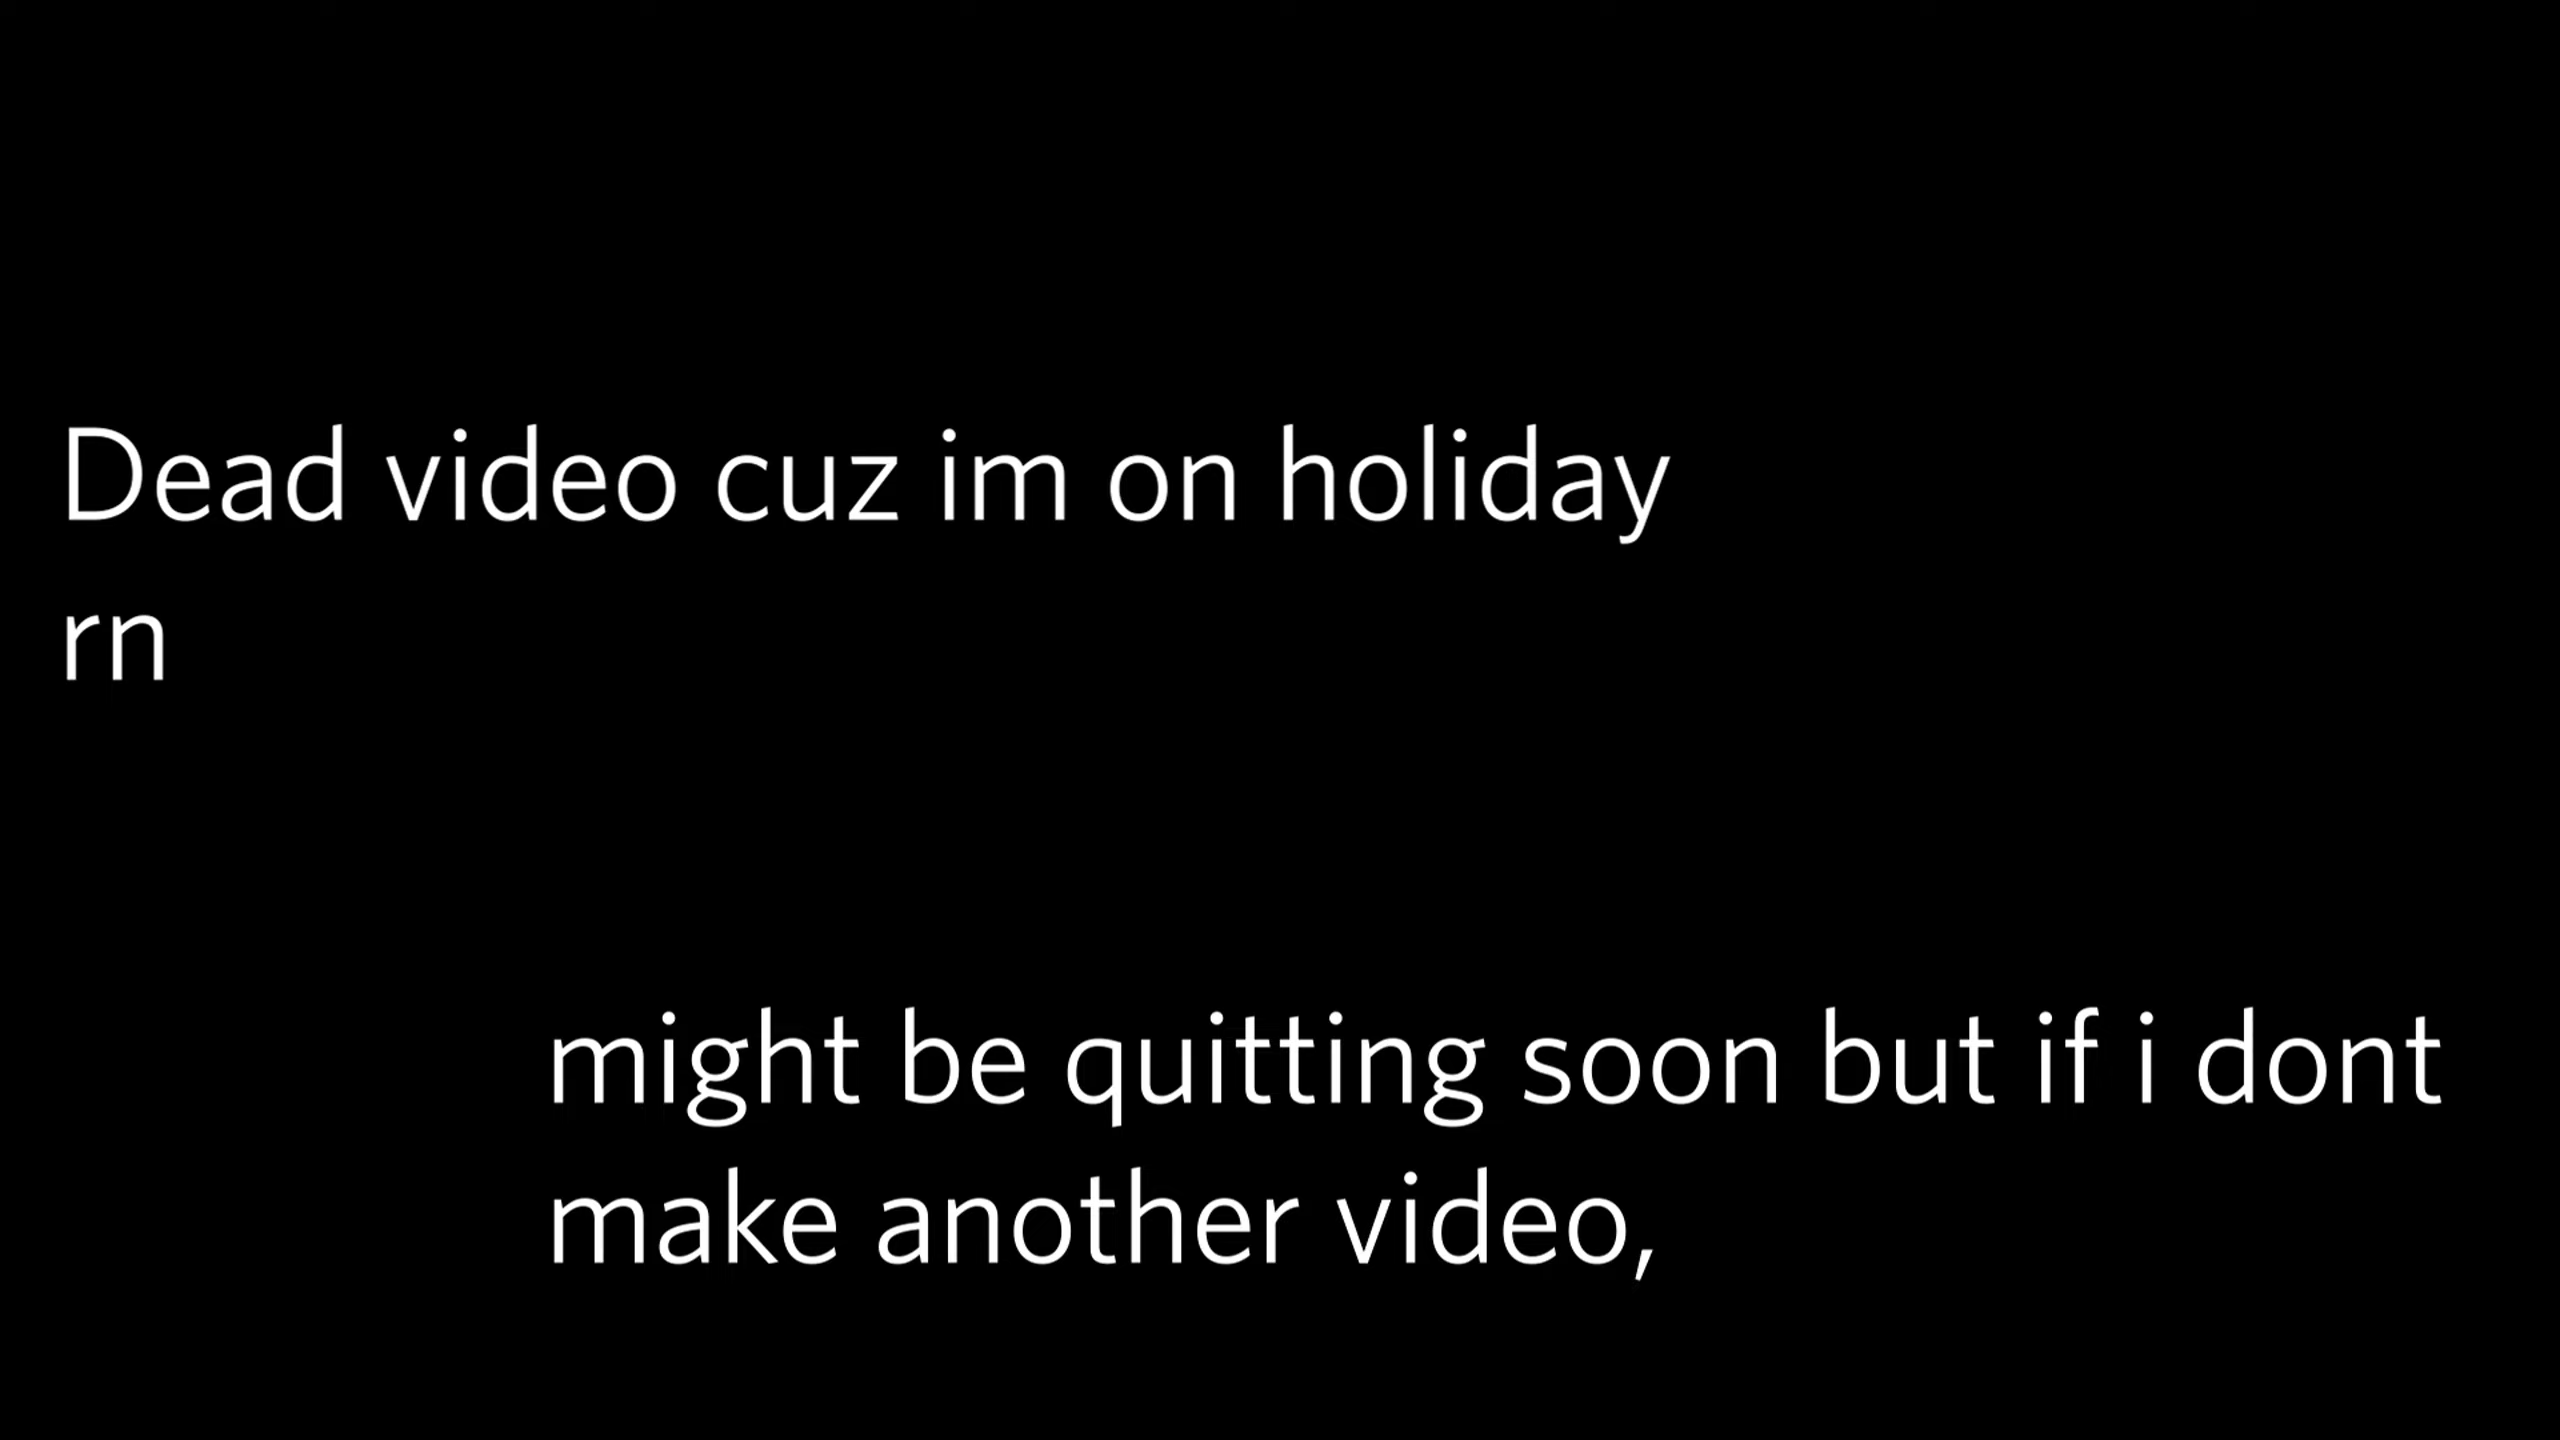 Dead video cuz im on holiday
rn
might be quitting soon but if i dont
make another video,